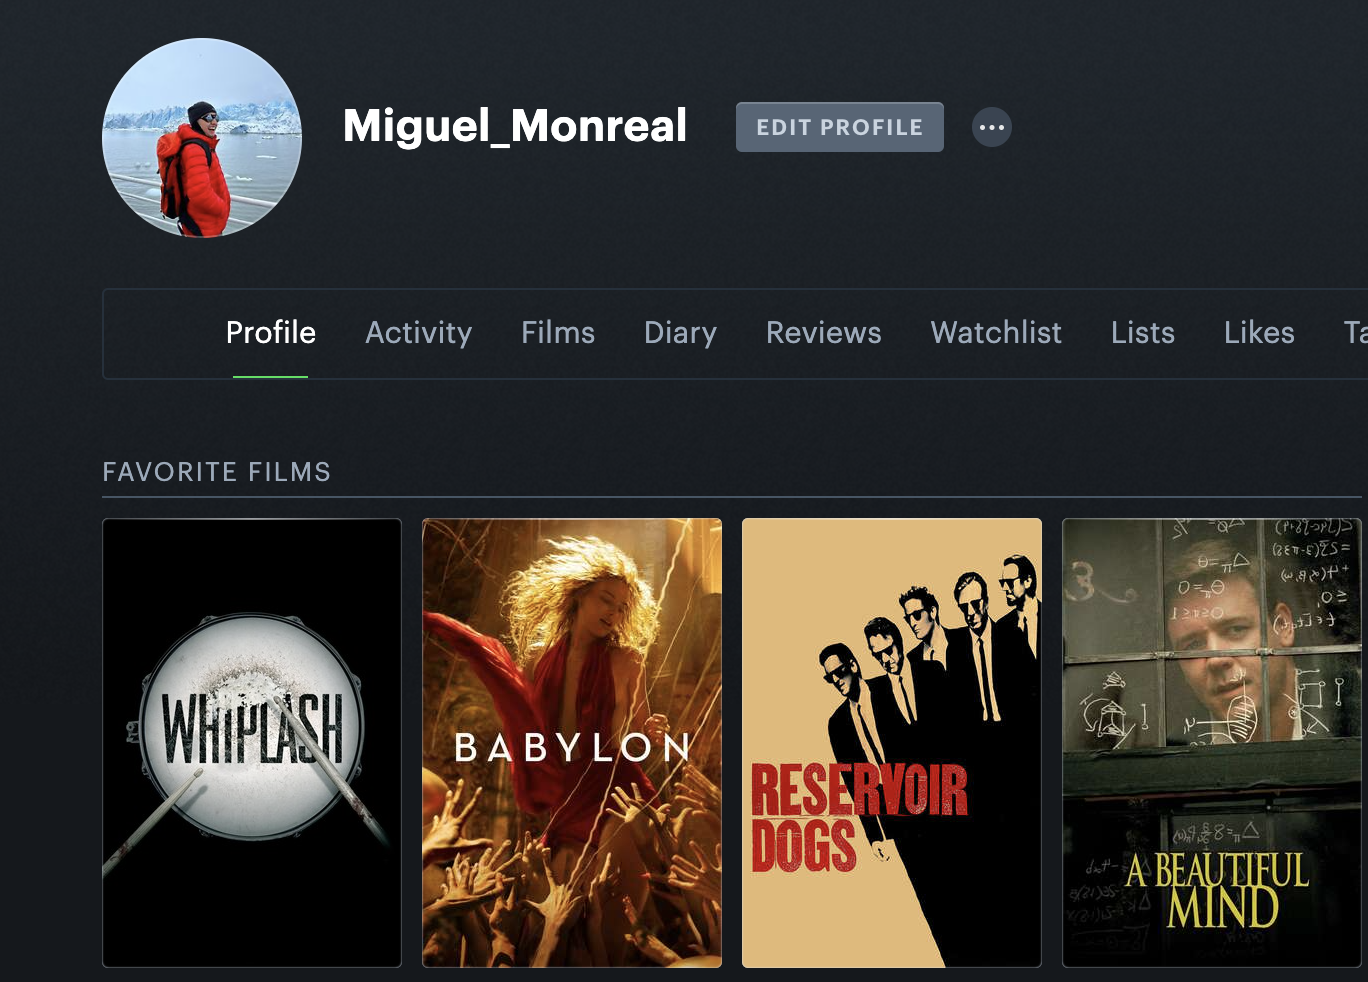 Miguel_Monreal
EDIT PROFILE
Profile Activity Films Diary Reviews Watchlist Lists Likes
FAVORITE FILMS
WHIPLASH
BABYLON
RESERVOIR
DOGS
A BEAUTIFUL
MIND